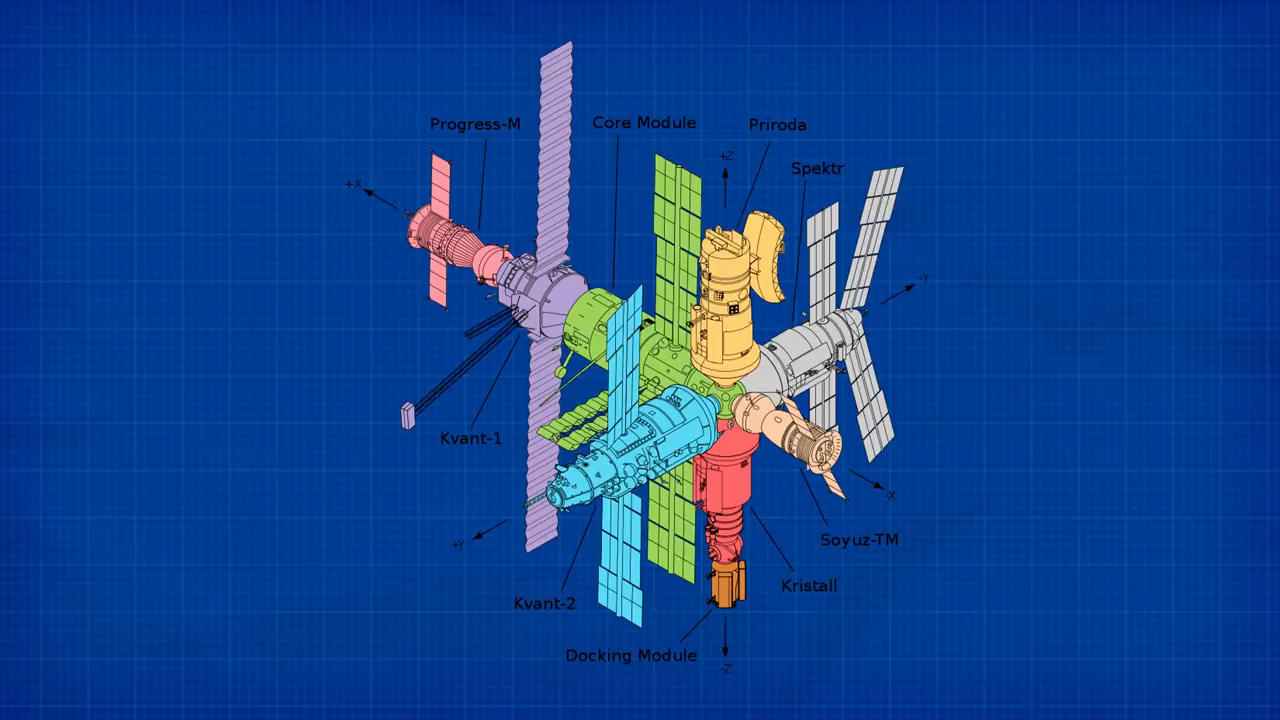 Progress-M
Core Module
Priroda
+Z
Spektr
+X
-Y
Kvant-1
-X
Soyuz-TM
+Y
Kristall
Kvant-2
Docking Module
-Z